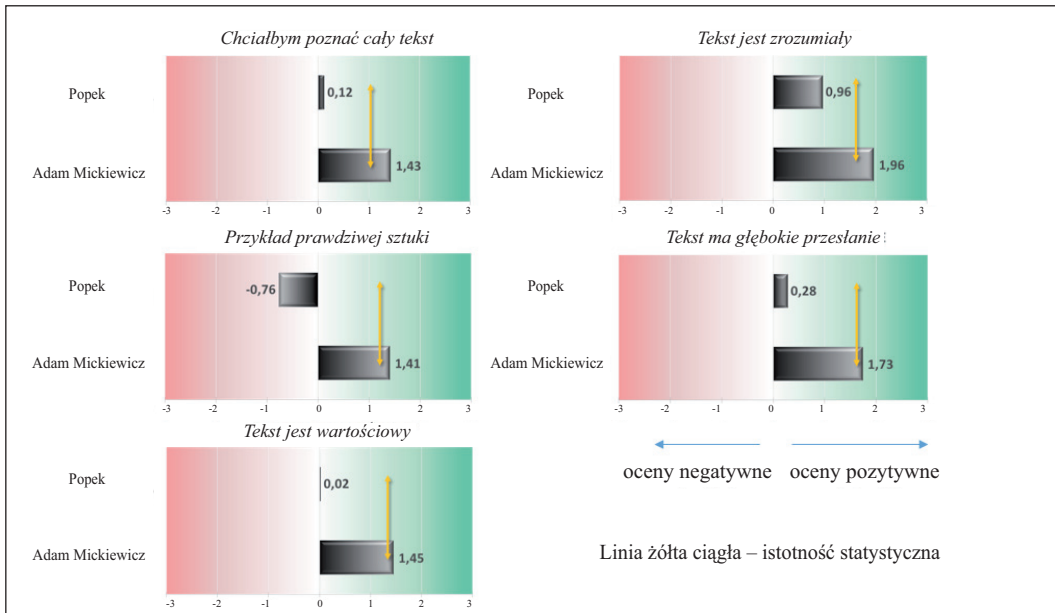 Chciałbym poznać cały tekst
Popek
0,12
Adam Mickiewicz
1,43
-3 -2 -1 0 1 2 3
Tekst jest zrozumiały
Popek
0,96
Adam Mickiewicz
1,96
-3 -2 -1 0 1 2 3
Przykład prawdziwej sztuki
Popek
-0,76
Adam Mickiewicz
1,41
-3 -2 -1 0 1 2 3
Tekst ma głębokie przesłanie
Popek
0,28
Adam Mickiewicz
1,73
-3 -2 -1 0 1 2 3
Tekst jest wartościowy
Popek
0,02
Adam Mickiewicz
1,45
-3 -2 -1 0 1 2 3
oceny negatywne oceny pozytywne
Linia żółta ciągła – istotność statystyczna